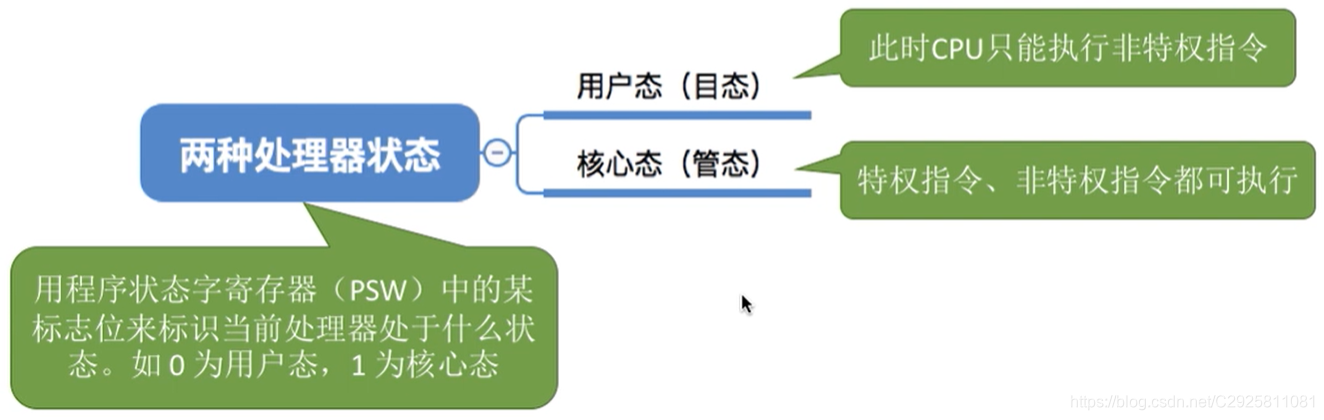 此时CPU只能执行非特权指令
用户态（目态）
两种处理器状态
核心态（管态）
特权指令、非特权指令都可执行
用程序状态字寄存器（PSW）中的某
标志位来标识当前处理器处于什么状
态。如 0 为用户态，1 为核心态
https://blog.csdn.net/C2925811081